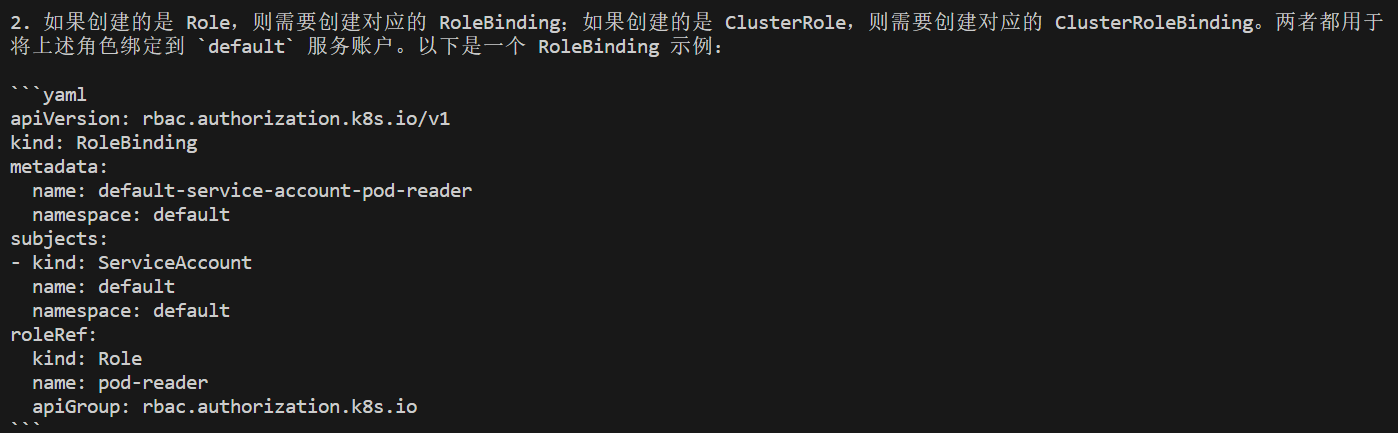 2. 如果创建的是 Role，则需要创建对应的 RoleBinding；如果创建的是 ClusterRole，则需要创建对应的 ClusterRoleBinding。两者都用于
将上述角色绑定到 `default` 服务账户。以下是一个 RoleBinding 示例：

```yaml
apiVersion: rbac.authorization.k8s.io/v1
kind: RoleBinding
metadata:
  name: default-service-account-pod-reader
  namespace: default
subjects:
- kind: ServiceAccount
  name: default
  namespace: default
roleRef:
  kind: Role
  name: pod-reader
  apiGroup: rbac.authorization.k8s.io
```